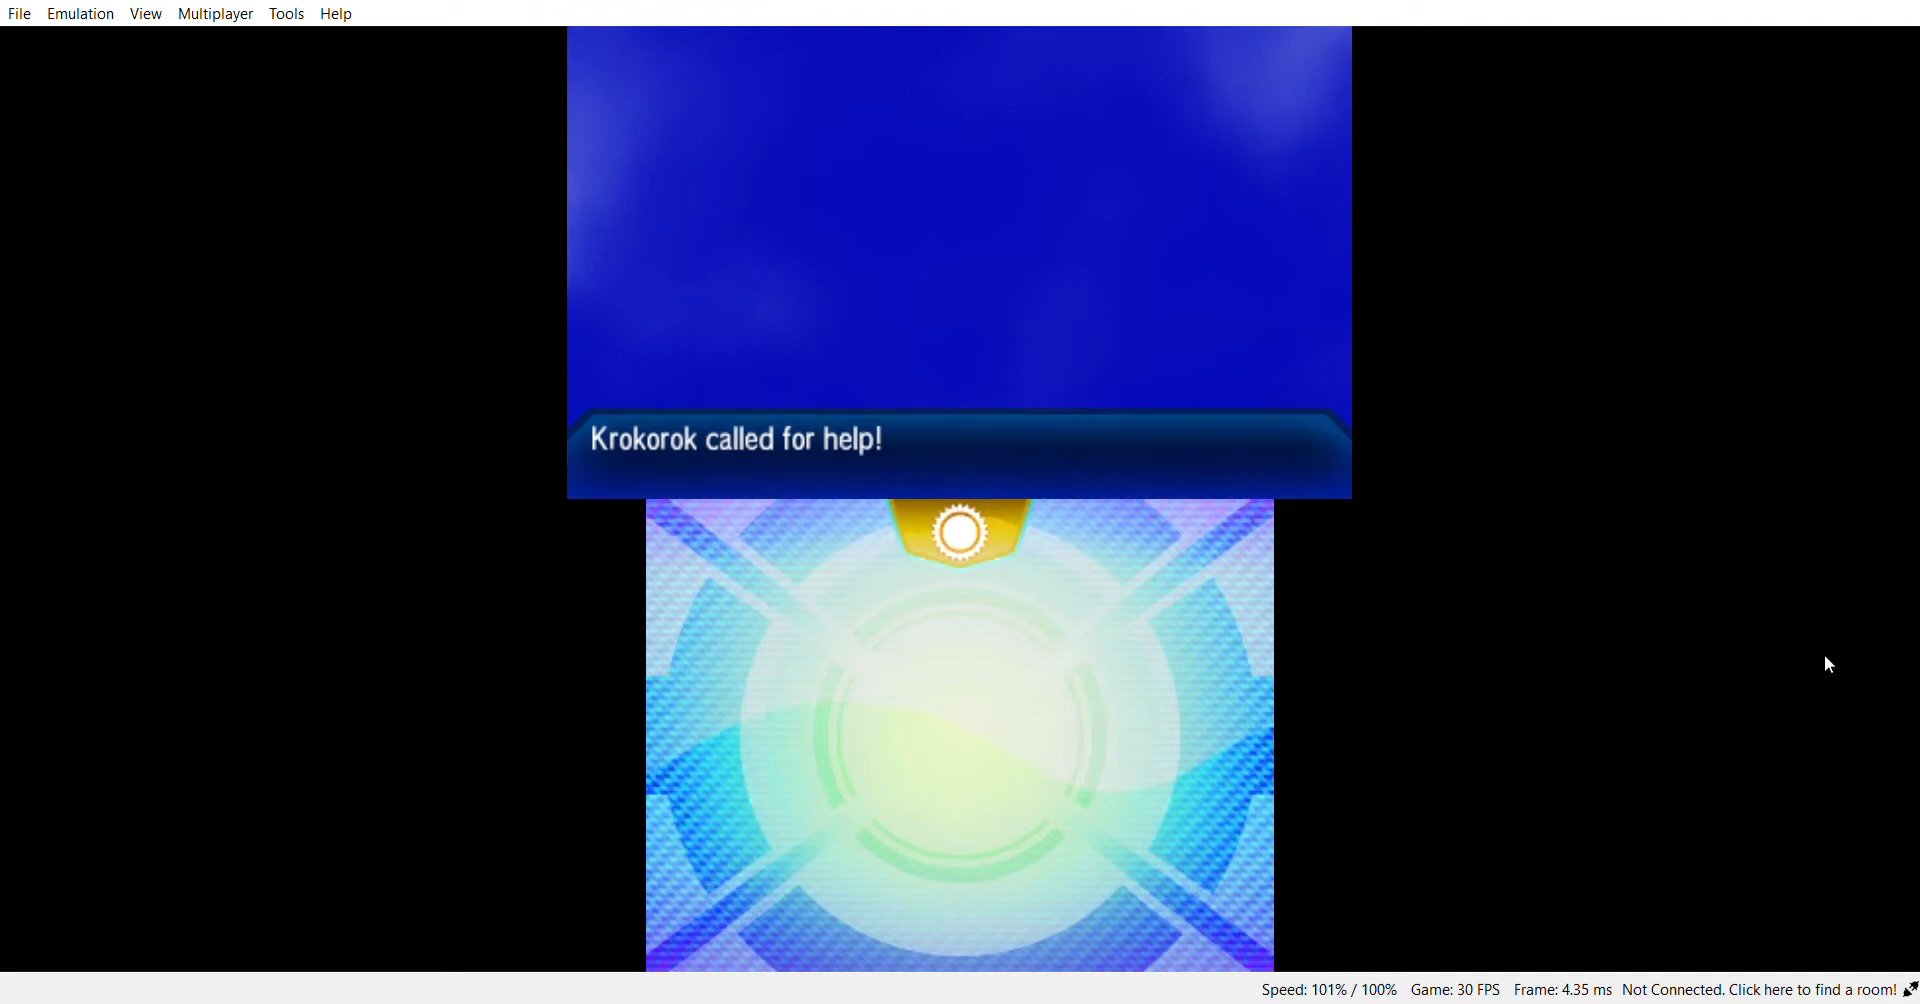 File Emulation View Multiplayer Tools Help
Krokorok called for help!
Speed: 101% / 100% Game: 30 FPS Frame: 4.35 ms Not Connected. Click here to find a room!